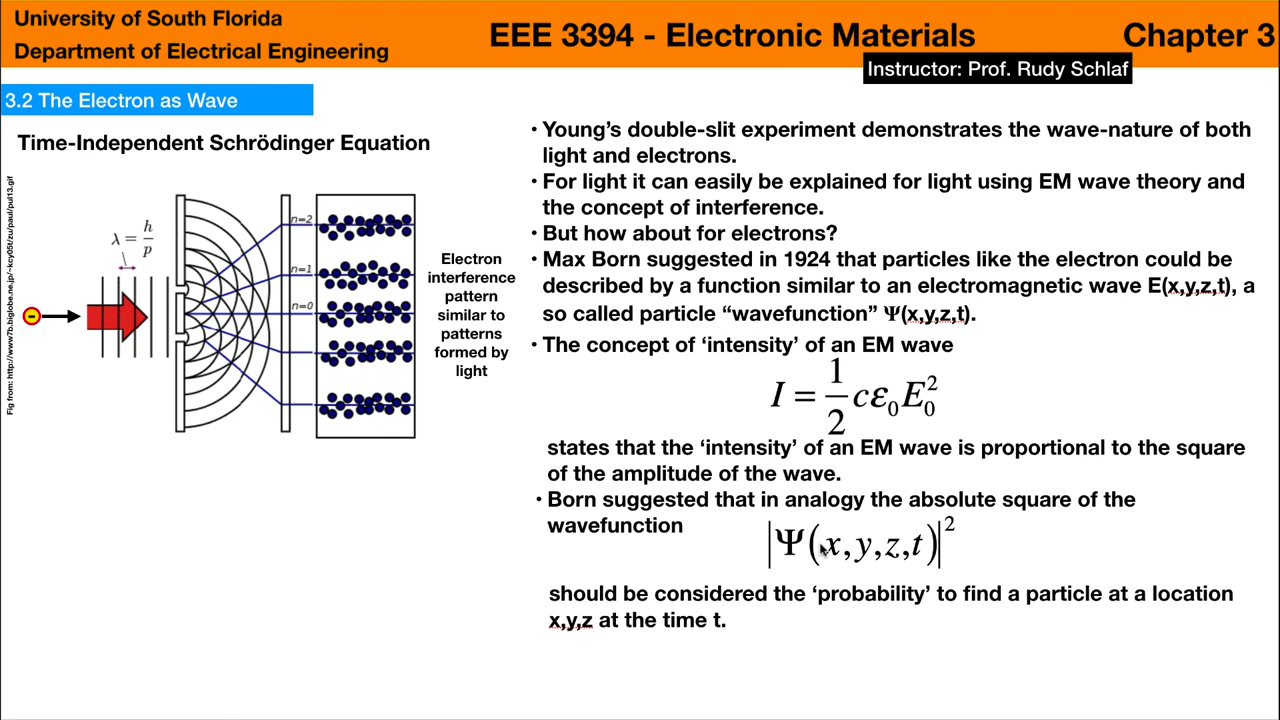 University of South Florida
Department of Electrical Engineering
EEE 3394 - Electronic Materials
Chapter 3
Instructor: Prof. Rudy Schlaf
3.2 The Electron as Wave
Time-Independent Schrödinger Equation
λ = h/p
n=2
n=1
n=0
Electron
interference
pattern
similar to
patterns
formed by
light
• Young's double-slit experiment demonstrates the wave-nature of both
light and electrons.
• For light it can easily be explained for light using EM wave theory and
the concept of interference.
• But how about for electrons?
• Max Born suggested in 1924 that particles like the electron could be
described by a function similar to an electromagnetic wave E(x,y,z,t), a
so called particle “wavefunction” Ψ(x,y,z,t).
• The concept of ‘intensity’ of an EM wave
I = 1/2 cε₀E₀²
states that the ‘intensity’ of an EM wave is proportional to the square
of the amplitude of the wave.
• Born suggested that in analogy the absolute square of the
wavefunction
|Ψ(x,y,z,t)|²
should be considered the ‘probability’ to find a particle at a location
x,y,z at the time t.